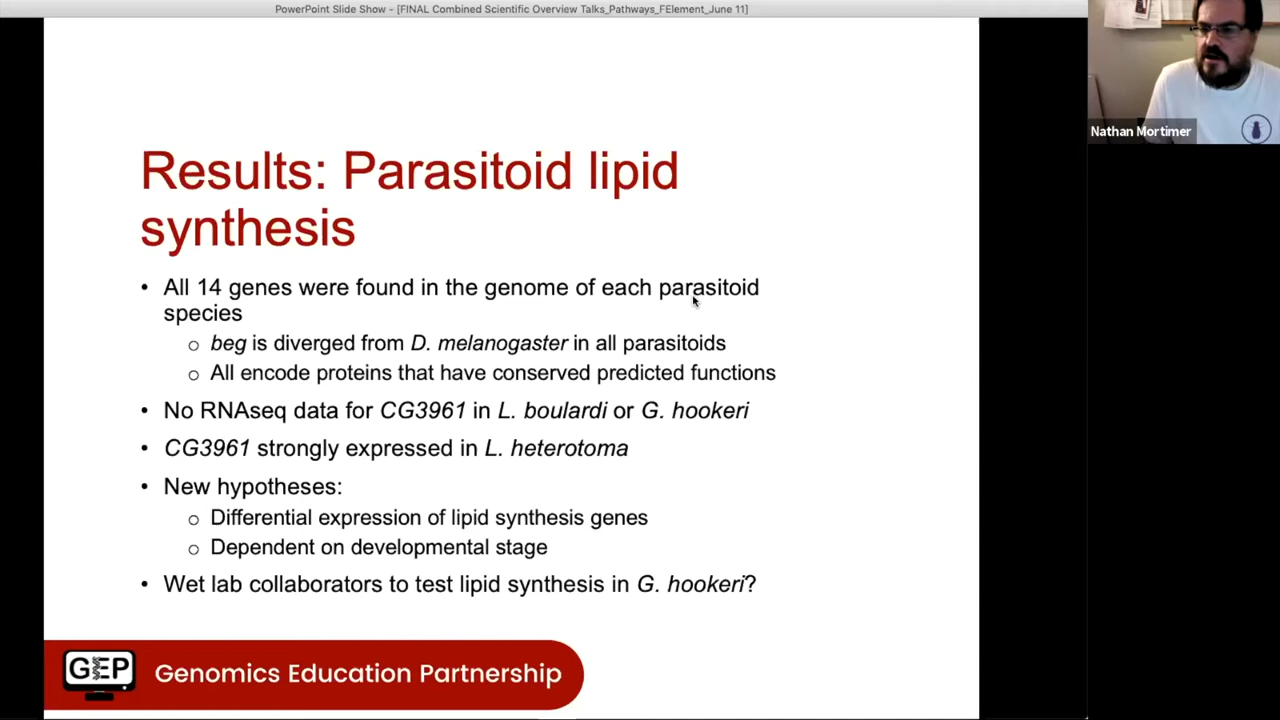 PowerPoint Slide Show - [FINAL Combined Scientific Overview Talks_Pathways_FElement_June 11]
Nathan Mortimer
Results: Parasitoid lipid
synthesis
• All 14 genes were found in the genome of each parasitoid
species
o beg is diverged from D. melanogaster in all parasitoids
o All encode proteins that have conserved predicted functions
• No RNAseq data for CG3961 in L. boulardi or G. hookeri
• CG3961 strongly expressed in L. heterotoma
• New hypotheses:
o Differential expression of lipid synthesis genes
o Dependent on developmental stage
• Wet lab collaborators to test lipid synthesis in G. hookeri?
GEP Genomics Education Partnership